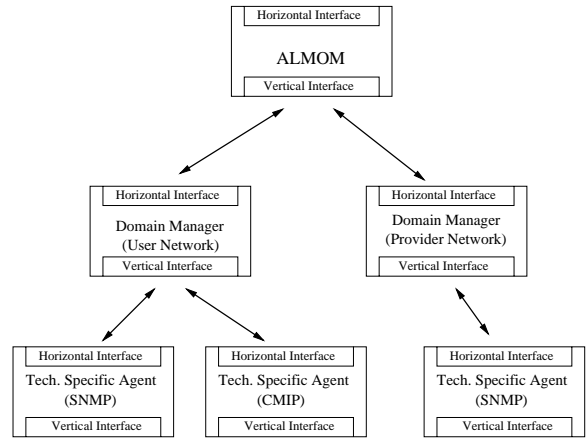 Horizontal Interface
ALMOM
Vertical Interface
Horizontal Interface
Domain Manager
(User Network)
Vertical Interface
Horizontal Interface
Domain Manager
(Provider Network)
Vertical Interface
Horizontal Interface
Tech. Specific Agent
(SNMP)
Vertical Interface
Horizontal Interface
Tech. Specific Agent
(CMIP)
Vertical Interface
Horizontal Interface
Tech. Specific Agent
(SNMP)
Vertical Interface